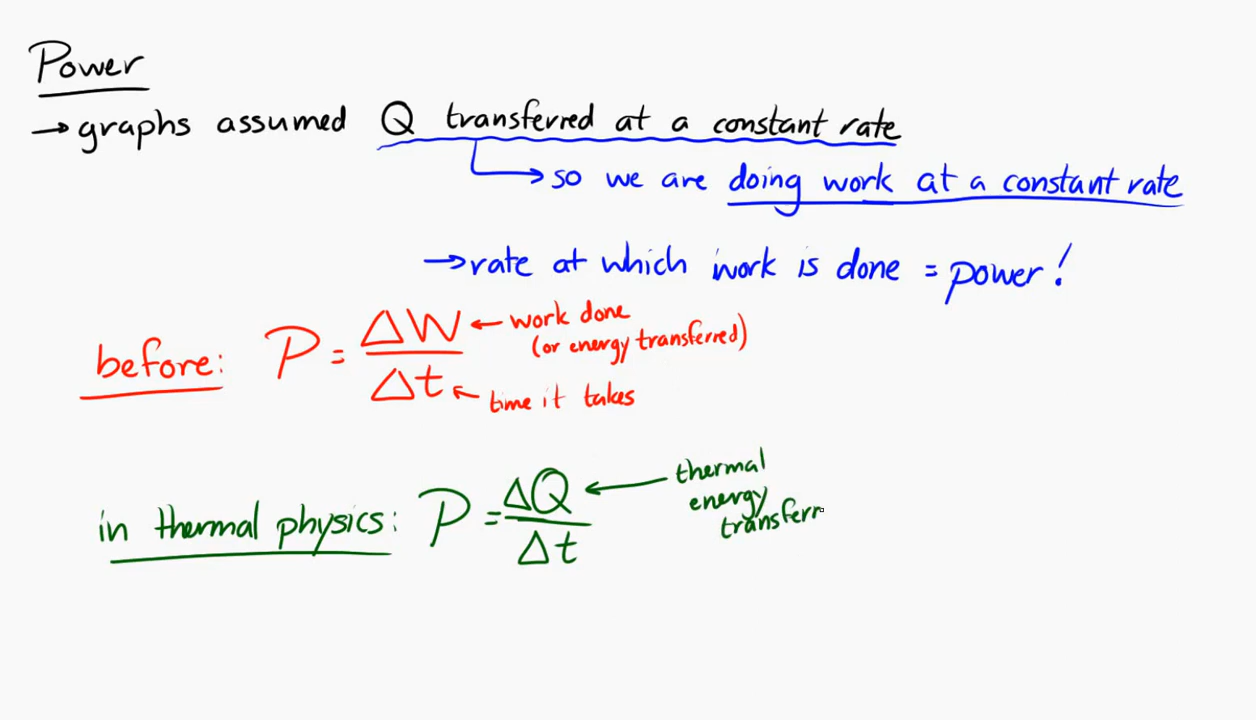 Power
→ graphs assumed Q transferred at a constant rate
→ so we are doing work at a constant rate
→ rate at which work is done = power!
before: P = ΔW / Δt
← work done
(or energy transferred)
← time it takes
in thermal physics: P = ΔQ / Δt
← thermal
energy
transferr